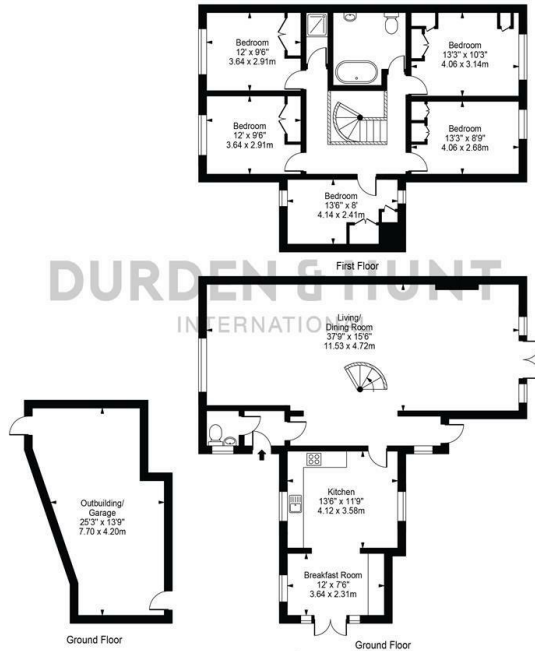 Bedroom
12' x 9'6"
3.64 x 2.91m
Bedroom
13'3" x 10'3"
4.06 x 3.14m
Bedroom
12' x 9'6"
3.64 x 2.91m
Bedroom
13'3" x 8'9"
4.06 x 2.68m
Bedroom
13'6" x 8'
4.14 x 2.41m
First Floor
DURDEN & HUNT
INTERNATIONAL
Living/
Dining Room
37'9" x 15'6"
11.53 x 4.72m
Kitchen
13'6" x 11'9"
4.12 x 3.58m
Outbuilding/
Garage
25'3" x 13'9"
7.70 x 4.20m
Breakfast Room
12' x 7'6"
3.64 x 2.31m
Ground Floor
Ground Floor